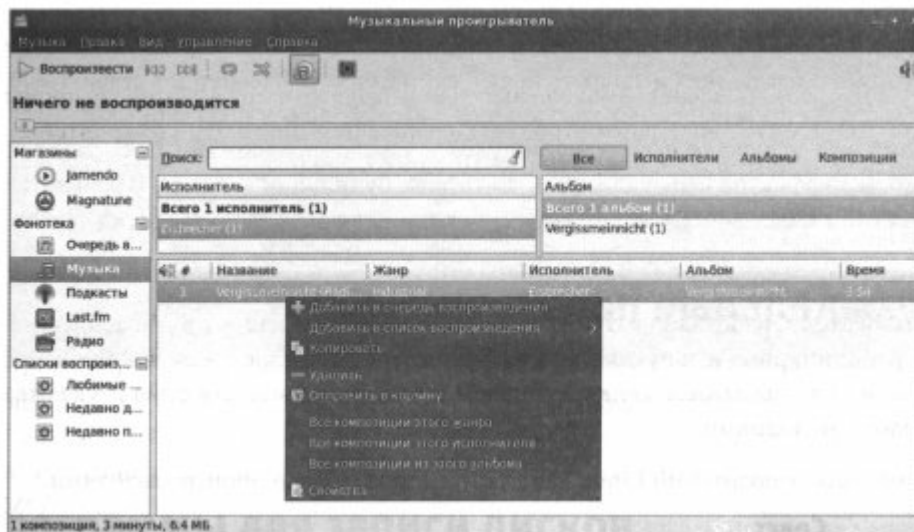 Музыкальный проигрыватель
Музыка Правка Вид Управление Справка
Воспроизвести
Ничего не воспроизводится
Магазины
Jamendo
Magnatune
Фонотека
Очередь в...
Музыка
Подкасты
Last.fm
Радио
Списки воспроиз...
Любимые ...
Недавно д...
Недавно п...
Поиск:
Все Исполнители Альбомы Композиции
Исполнитель
Всего 1 исполнитель (1)
Eisbrecher (1)
Альбом
Всего 1 альбом (1)
Vergissmeinnicht (1)
# Название Жанр Исполнитель Альбом Время
3 Vergissmeinnicht (Radi... Industrial Eisbrecher Vergissmeinnicht
Добавить в очередь воспроизведения
Добавить в список воспроизведения
Копировать
Удалить
Отправить в корзину
Все композиции этого жанра
Все композиции этого исполнителя
Все композиции из этого альбома
Свойства
1 композиция, 3 минуты, 6.4 МБ